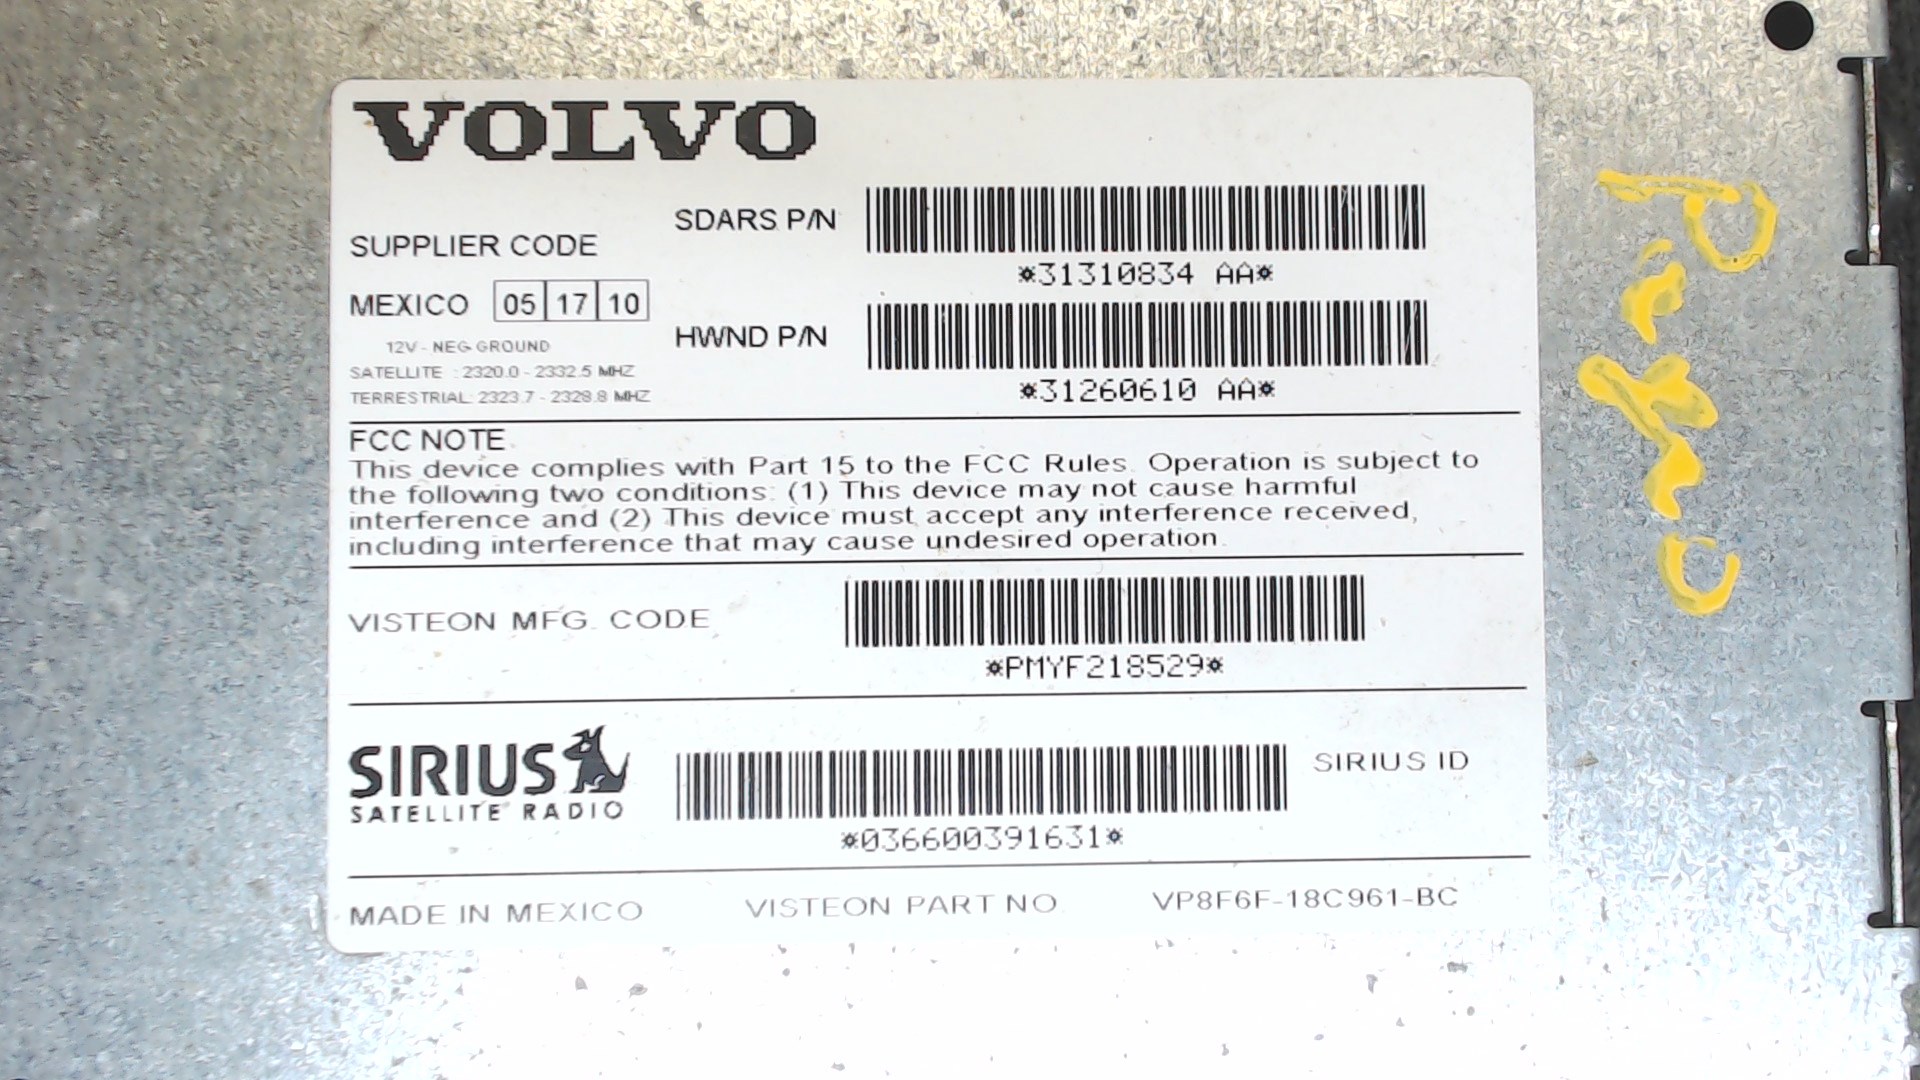 VOLVO
SUPPLIER CODE
MEXICO 05 17 10
12V - NEG GROUND
SATELLITE : 2320.0 - 2332.5 MHZ
TERRESTRIAL: 2323.7 - 2328.8 MHZ
SDARS P/N
*31310834 AA*
HWND P/N
*31260610 AA*
FCC NOTE
This device complies with Part 15 to the FCC Rules. Operation is subject to
the following two conditions: (1) This device may not cause harmful
interference and (2) This device must accept any interference received,
including interference that may cause undesired operation.
VISTEON MFG. CODE
*PMYF218529*
SIRIUS
SATELLITE RADIO
*036600391631*
SIRIUS ID
MADE IN MEXICO VISTEON PART NO VP8F6F-18C961-BC